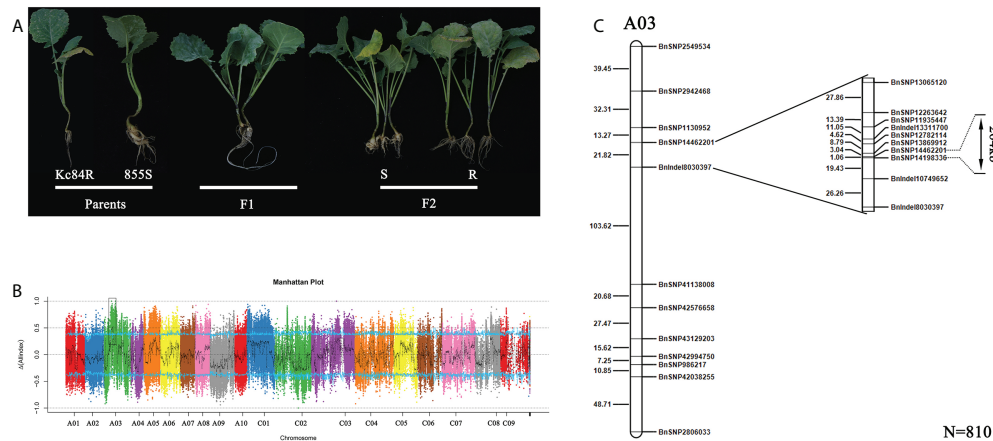 A
Kc84R
855S
S
R
Parents
F1
F2
B
Manhattan Plot
Δ(Allindex)
1.0
0.5
0.0
-0.5
-1.0
A01 A02 A03 A04 A05 A06 A07 A08 A09 A10 C01 C02 C03 C04 C05 C06 C07 C08 C09
Chromosome
C
A03
BnSNP2549534
39.45
BnSNP2942468
32.31
BnSNP1130952
13.27
BnSNP14462201
21.82
BnIndel8030397
103.62
BnSNP41138008
20.68
BnSNP42576658
27.47
BnSNP43129203
15.62
BnSNP42994750
7.25
BnSNP986217
10.85
BnSNP42038255
48.71
BnSNP2806033
BnSNP13065120
27.86
BnSNP12263642
13.39
BnSNP11935447
11.05
BnIndel13311700
4.62
BnSNP12782114
8.79
BnSNP13869912
3.04
BnSNP14462201
1.06
BnSNP14198336
19.43
BnIndel10749652
26.26
BnIndel8030397
N=810